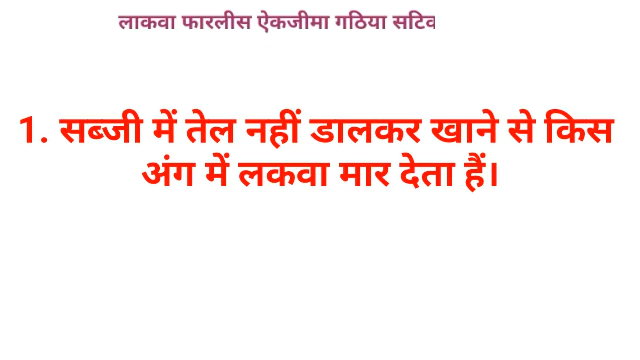 लाकवा फारलीस ऐकजीमा गठिया सटिव
1. सब्जी में तेल नहीं डालकर खाने से किस
अंग में लकवा मार देता हैं।